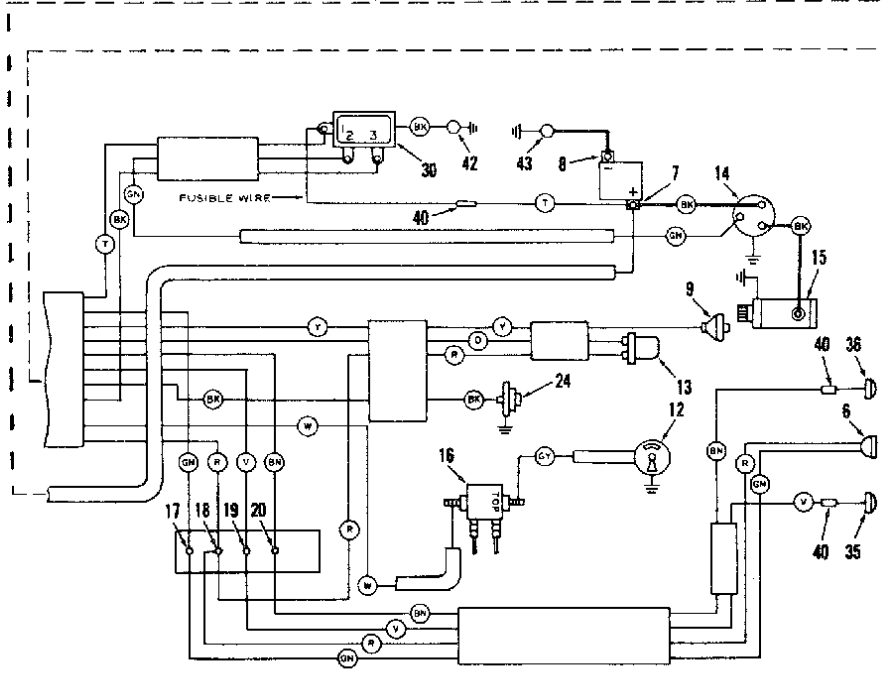 1 2 3
BK
42
30
43
8
7
14
GN
FUSIBLE WIRE
BK
40
T
BK
BK
T
GN
15
9
Y
Y
O
R
13
40
36
24
BK
BK
12
6
W
16
GY
BN
R
GN
GN
R
V
BN
TOP
V
17
18
19
20
R
40
35
W
BN
V
R
GN